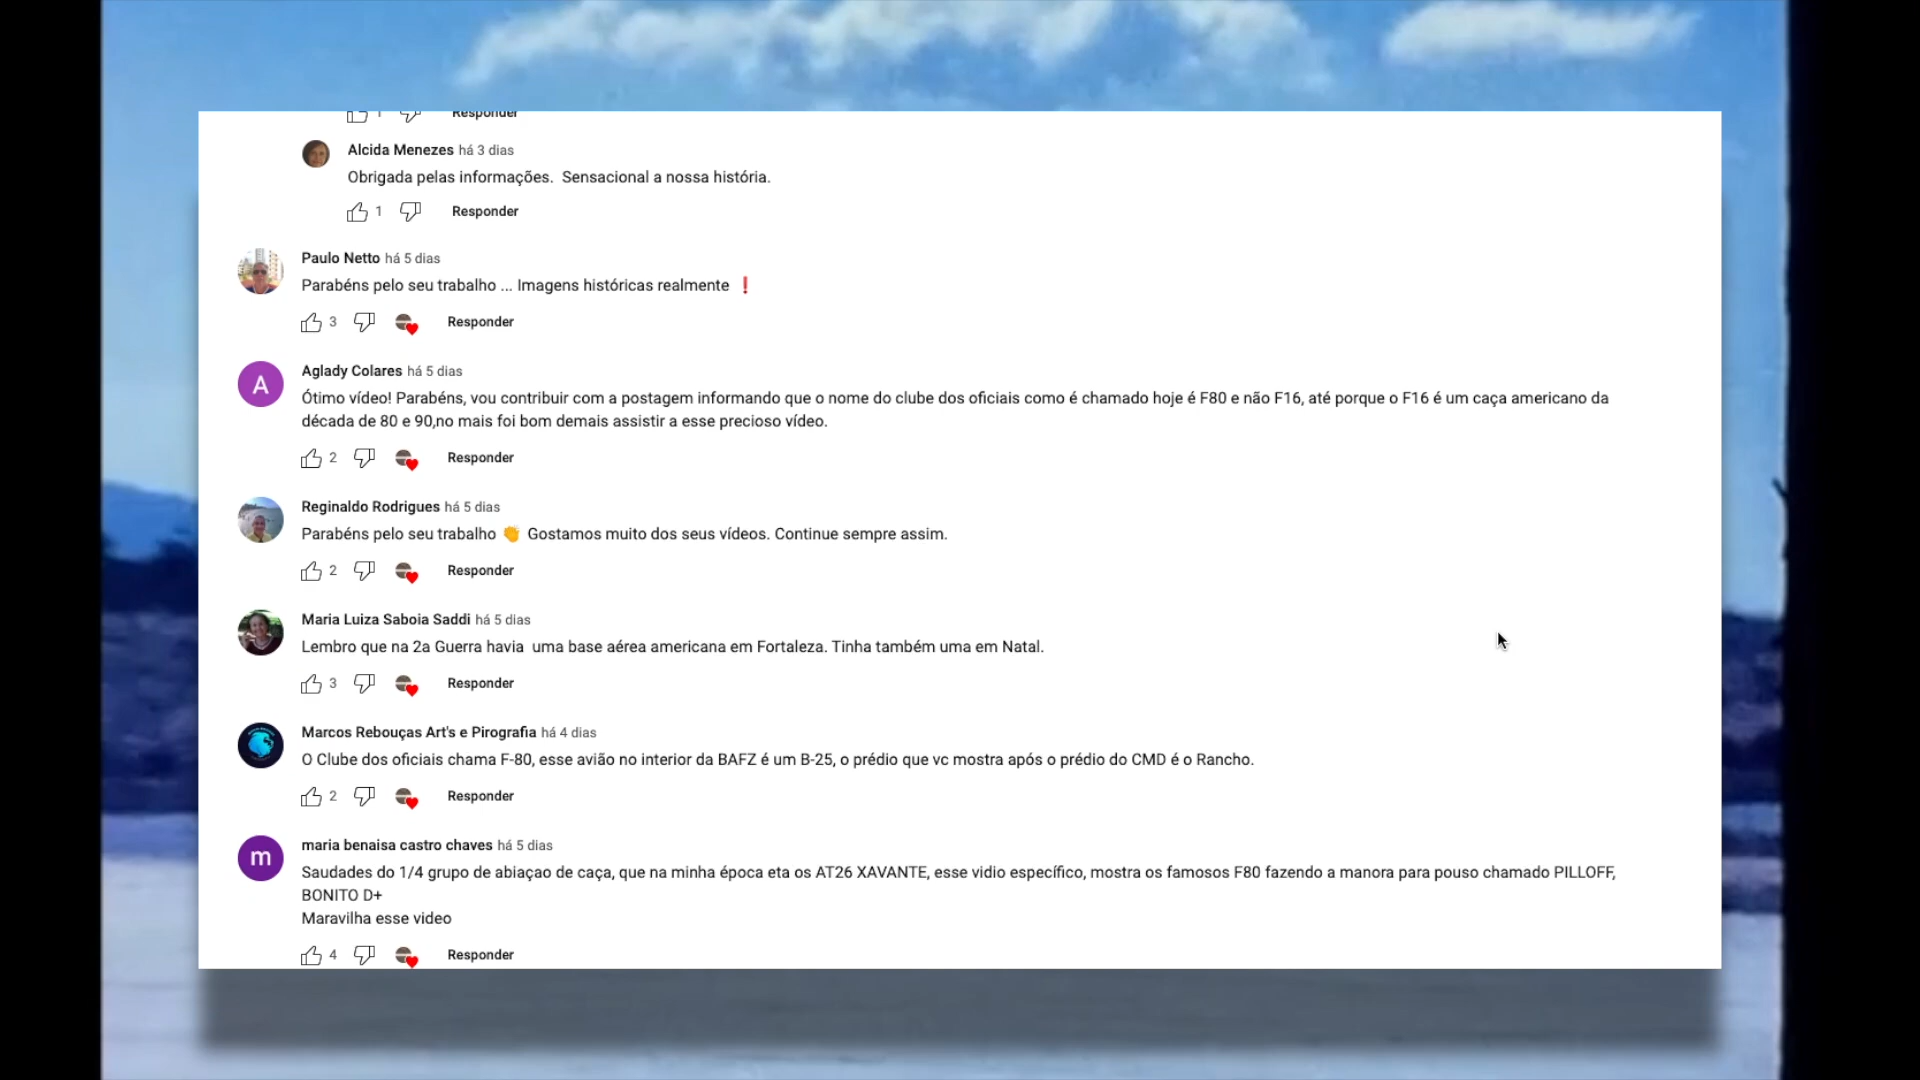 1 Responder
Alcida Menezes há 3 dias
Obrigada pelas informações.  Sensacional a nossa história.
1 Responder
Paulo Netto há 5 dias
Parabéns pelo seu trabalho ... Imagens históricas realmente ❗
3 Responder
A
Aglady Colares há 5 dias
Ótimo vídeo! Parabéns, vou contribuir com a postagem informando que o nome do clube dos oficiais como é chamado hoje é F80 e não F16, até porque o F16 é um caça americano da
década de 80 e 90,no mais foi bom demais assistir a esse precioso vídeo.
2 Responder
Reginaldo Rodrigues há 5 dias
Parabéns pelo seu trabalho 👏 Gostamos muito dos seus vídeos. Continue sempre assim.
2 Responder
Maria Luiza Saboia Saddi há 5 dias
Lembro que na 2a Guerra havia  uma base aérea americana em Fortaleza. Tinha também uma em Natal.
3 Responder
Marcos Rebouças Art's e Pirografia há 4 dias
O Clube dos oficiais chama F-80, esse avião no interior da BAFZ é um B-25, o prédio que vc mostra após o prédio do CMD é o Rancho.
2 Responder
m
maria benaisa castro chaves há 5 dias
Saudades do 1/4 grupo de abiaçao de caça, que na minha época eta os AT26 XAVANTE, esse vidio específico, mostra os famosos F80 fazendo a manora para pouso chamado PILLOFF,
BONITO D+
Maravilha esse video
4 Responder